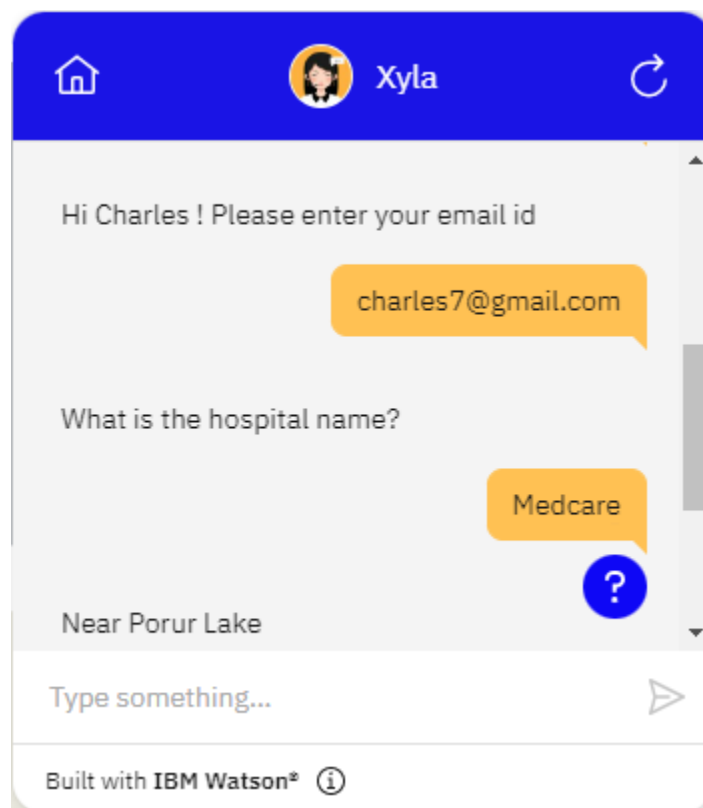 Xyla
Hi Charles ! Please enter your email id
charles7@gmail.com
What is the hospital name?
Medcare
?
Near Porur Lake
Type something...
Built with IBM Watson®